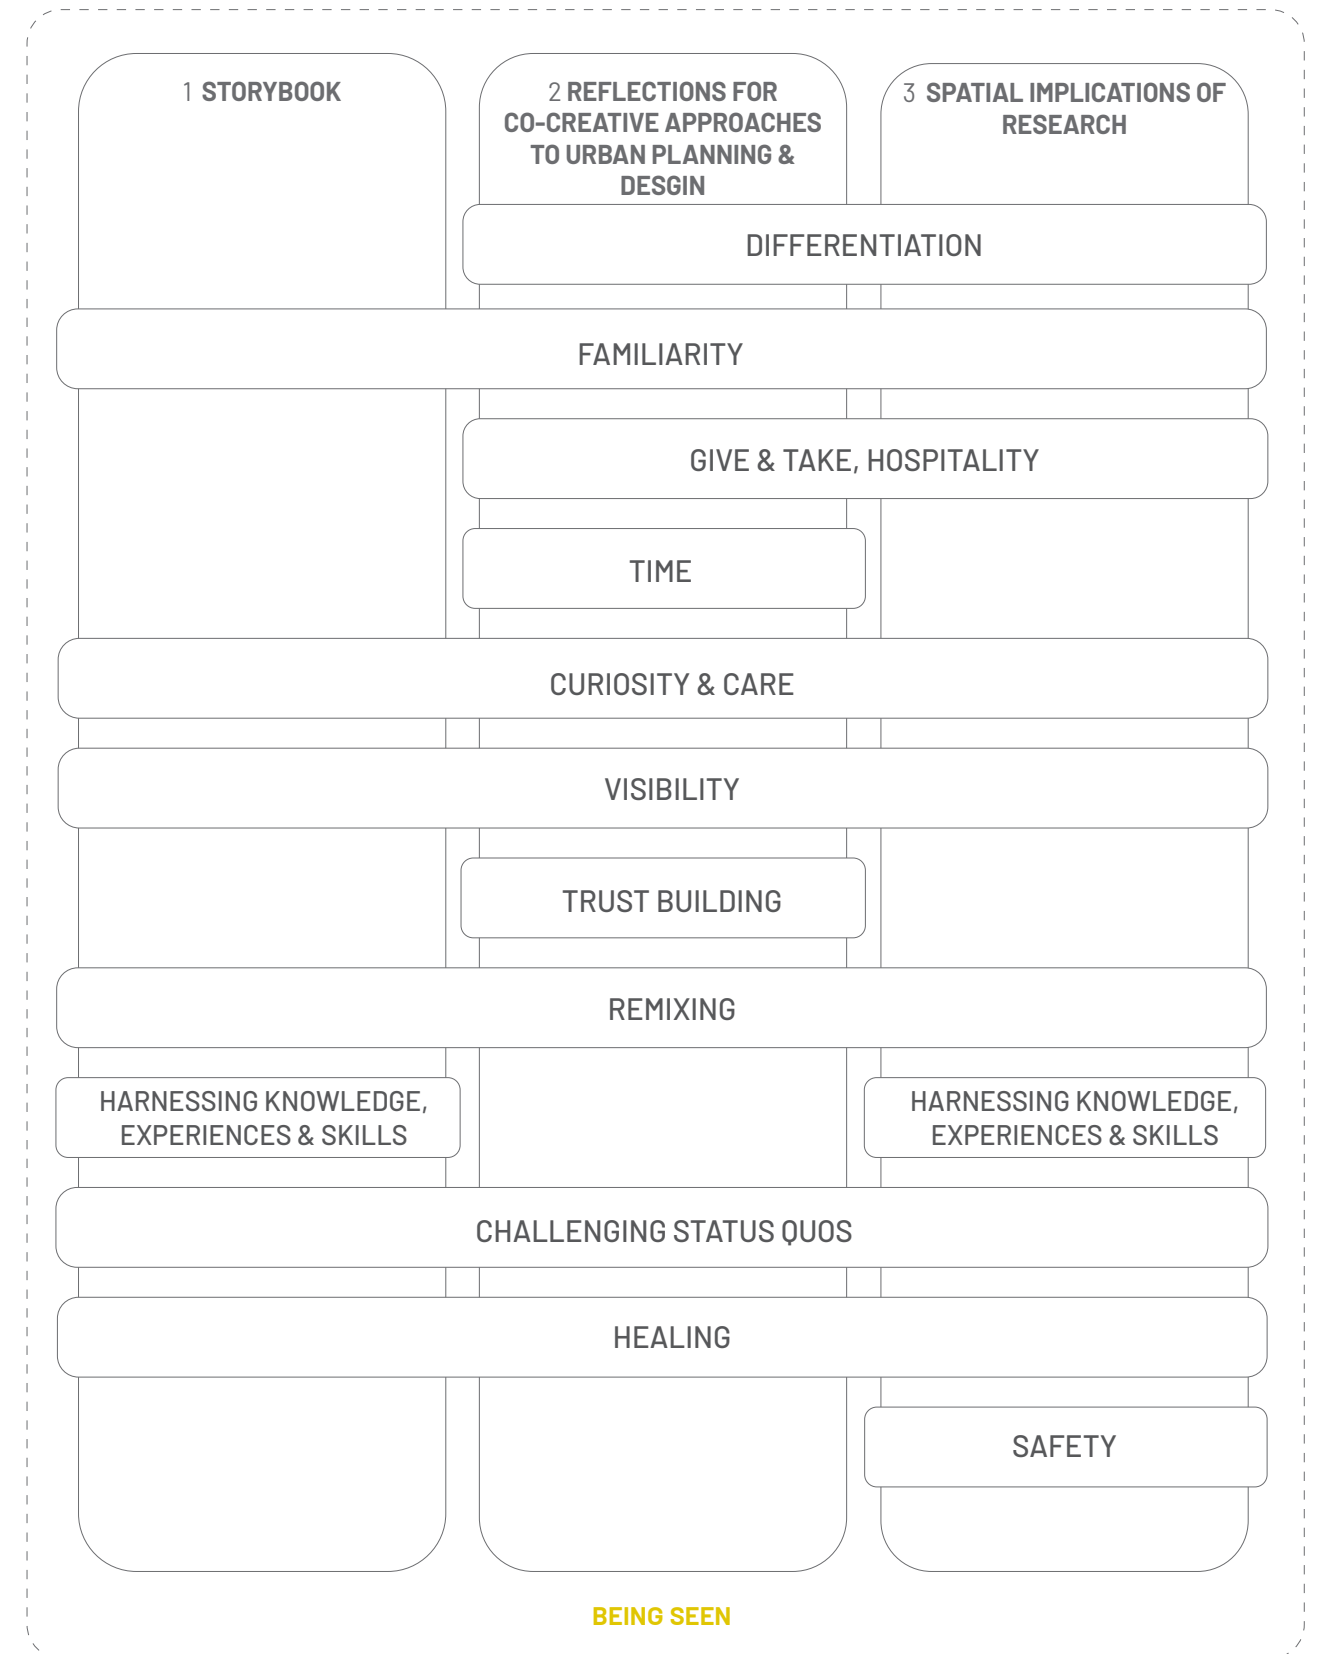 1 STORYBOOK
2 REFLECTIONS FOR
CO-CREATIVE APPROACHES
TO URBAN PLANNING &
DESGIN
3 SPATIAL IMPLICATIONS OF
RESEARCH
DIFFERENTIATION
FAMILIARITY
GIVE & TAKE, HOSPITALITY
TIME
CURIOSITY & CARE
VISIBILITY
TRUST BUILDING
REMIXING
HARNESSING KNOWLEDGE,
EXPERIENCES & SKILLS
HARNESSING KNOWLEDGE,
EXPERIENCES & SKILLS
CHALLENGING STATUS QUOS
HEALING
SAFETY
BEING SEEN